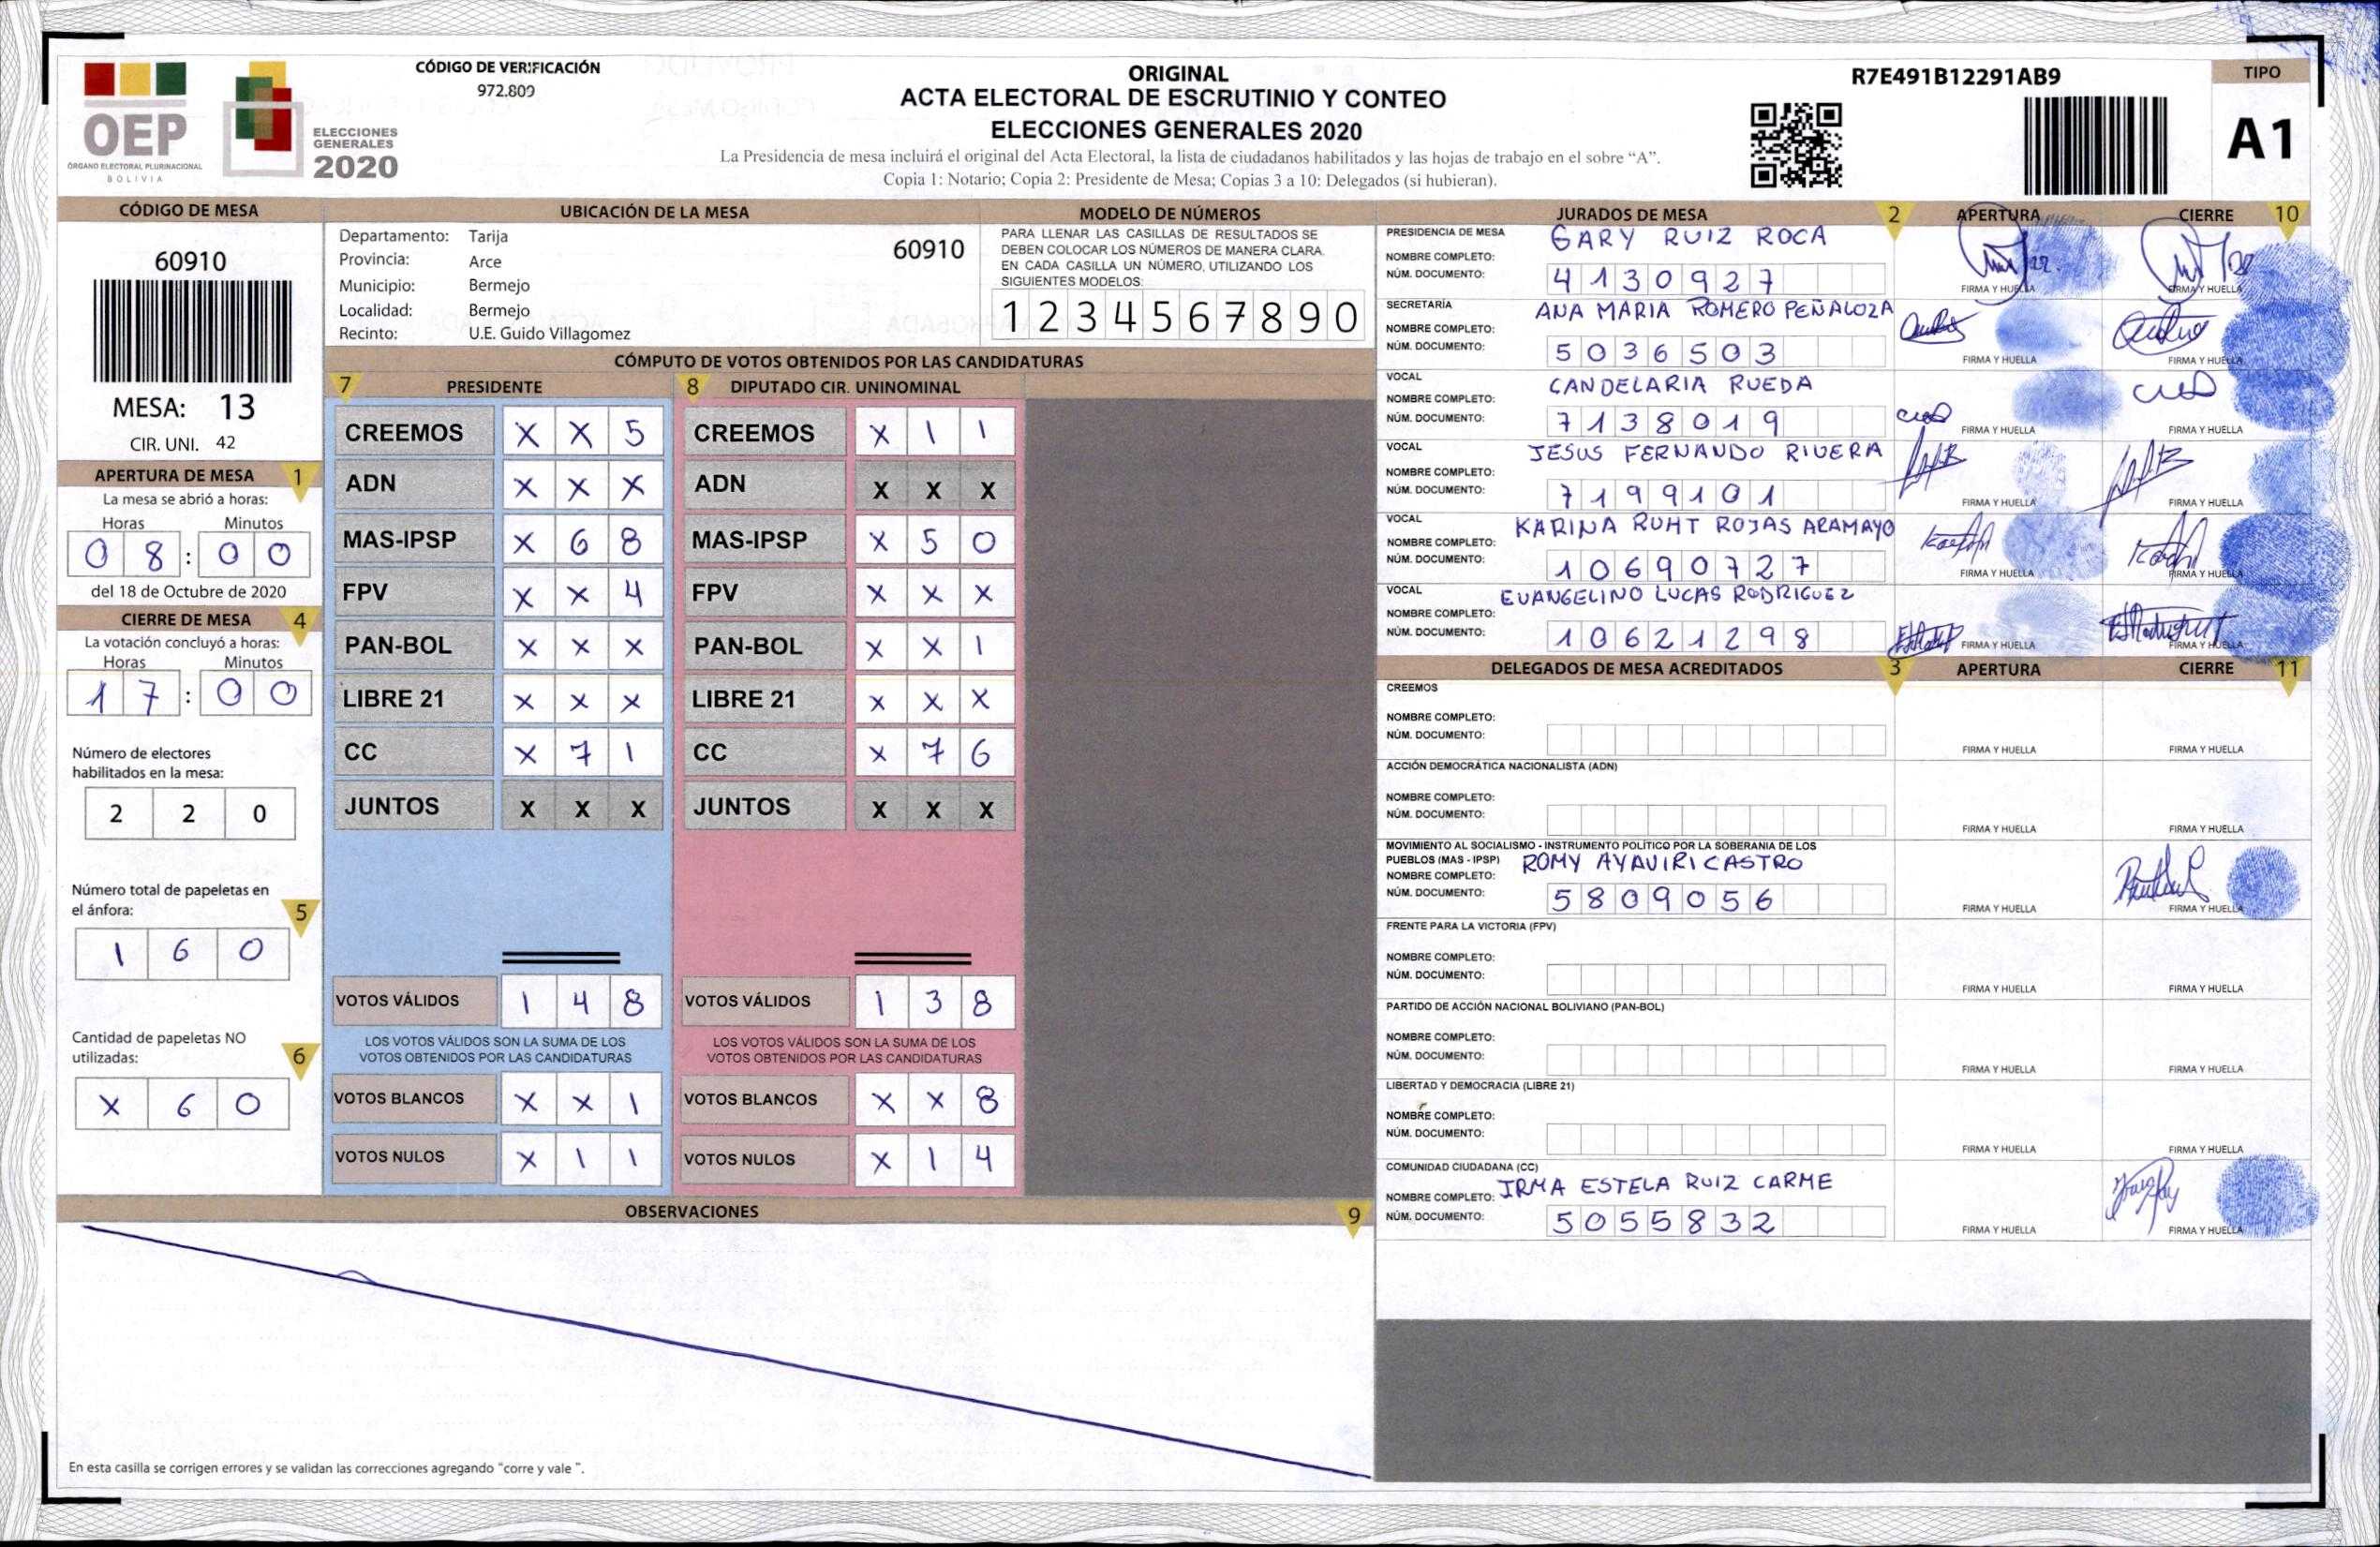 OEP
ÓRGANO ELECTORAL PLURINACIONAL
BOLIVIA
ELECCIONES
GENERALES
2020
CÓDIGO DE VERIFICACIÓN
972.809
ORIGINAL
ACTA ELECTORAL DE ESCRUTINIO Y CONTEO
ELECCIONES GENERALES 2020
La Presidencia de mesa incluirá el original del Acta Electoral, la lista de ciudadanos habilitados y las hojas de trabajo en el sobre “A”.
Copia 1: Notario; Copia 2: Presidente de Mesa; Copias 3 a 10: Delegados (si hubieran).
R7E491B12291AB9
TIPO
A1
CÓDIGO DE MESA
60910
MESA: 13
CIR. UNI. 42
APERTURA DE MESA 1
La mesa se abrió a horas:
Horas Minutos
0 8 : 0 0
del 18 de Octubre de 2020
CIERRE DE MESA 4
La votación concluyó a horas:
Horas Minutos
1 7 : 0 0
Número de electores
habilitados en la mesa:
2 2 0
Número total de papeletas en
el ánfora: 5
1 6 0
Cantidad de papeletas NO
utilizadas: 6
X 6 0
UBICACIÓN DE LA MESA
Departamento: Tarija
60910
Provincia: Arce
Municipio: Bermejo
Localidad: Bermejo
Recinto: U.E. Guido Villagomez
MODELO DE NÚMEROS
PARA LLENAR LAS CASILLAS DE RESULTADOS SE
DEBEN COLOCAR LOS NÚMEROS DE MANERA CLARA.
EN CADA CASILLA UN NÚMERO, UTILIZANDO LOS
SIGUIENTES MODELOS:
1 2 3 4 5 6 7 8 9 0
CÓMPUTO DE VOTOS OBTENIDOS POR LAS CANDIDATURAS
7 PRESIDENTE 8 DIPUTADO CIR. UNINOMINAL
CREEMOS X X 5 CREEMOS X 1 1
ADN X X X ADN X X X
MAS-IPSP X 6 8 MAS-IPSP X 5 0
FPV X X 4 FPV X X X
PAN-BOL X X X PAN-BOL X X 1
LIBRE 21 X X X LIBRE 21 X X X
CC X 7 1 CC X 7 6
JUNTOS X X X JUNTOS X X X
VOTOS VÁLIDOS 1 4 8 VOTOS VÁLIDOS 1 3 8
LOS VOTOS VÁLIDOS SON LA SUMA DE LOS LOS VOTOS VÁLIDOS SON LA SUMA DE LOS
VOTOS OBTENIDOS POR LAS CANDIDATURAS VOTOS OBTENIDOS POR LAS CANDIDATURAS
VOTOS BLANCOS X X 1 VOTOS BLANCOS X X 8
VOTOS NULOS X 1 1 VOTOS NULOS X 1 4
OBSERVACIONES 9
En esta casilla se corrigen errores y se validan las correcciones agregando “corre y vale ”.
JURADOS DE MESA 2 APERTURA CIERRE 10
PRESIDENCIA DE MESA GARY RUIZ ROCA
NOMBRE COMPLETO:
NÚM. DOCUMENTO: 4130927
FIRMA Y HUELLA FIRMA Y HUELLA
SECRETARÍA ANA MARIA ROMERO PEÑALOZA
NOMBRE COMPLETO:
NÚM. DOCUMENTO: 5036503
FIRMA Y HUELLA FIRMA Y HUELLA
VOCAL CANDELARIA RUEDA
NOMBRE COMPLETO:
NÚM. DOCUMENTO: 7138019
FIRMA Y HUELLA FIRMA Y HUELLA
VOCAL JESUS FERNANDO RIVERA
NOMBRE COMPLETO:
NÚM. DOCUMENTO: 7199101
FIRMA Y HUELLA FIRMA Y HUELLA
VOCAL KARINA RUHT ROJAS ARAMAYO
NOMBRE COMPLETO:
NÚM. DOCUMENTO: 10690727
FIRMA Y HUELLA FIRMA Y HUELLA
VOCAL EVANGELINO LUCAS RODRIGUEZ
NOMBRE COMPLETO:
NÚM. DOCUMENTO: 10621298
FIRMA Y HUELLA FIRMA Y HUELLA
DELEGADOS DE MESA ACREDITADOS 3 APERTURA CIERRE 11
CREEMOS
NOMBRE COMPLETO:
NÚM. DOCUMENTO:
FIRMA Y HUELLA FIRMA Y HUELLA
ACCIÓN DEMOCRÁTICA NACIONALISTA (ADN)
NOMBRE COMPLETO:
NÚM. DOCUMENTO:
FIRMA Y HUELLA FIRMA Y HUELLA
MOVIMIENTO AL SOCIALISMO - INSTRUMENTO POLÍTICO POR LA SOBERANIA DE LOS
PUEBLOS (MAS - IPSP) ROMY AYAVIRI CASTRO
NOMBRE COMPLETO:
NÚM. DOCUMENTO: 5809056
FIRMA Y HUELLA FIRMA Y HUELLA
FRENTE PARA LA VICTORIA (FPV)
NOMBRE COMPLETO:
NÚM. DOCUMENTO:
FIRMA Y HUELLA FIRMA Y HUELLA
PARTIDO DE ACCIÓN NACIONAL BOLIVIANO (PAN-BOL)
NOMBRE COMPLETO:
NÚM. DOCUMENTO:
FIRMA Y HUELLA FIRMA Y HUELLA
LIBERTAD Y DEMOCRACIA (LIBRE 21)
NOMBRE COMPLETO:
NÚM. DOCUMENTO:
FIRMA Y HUELLA FIRMA Y HUELLA
COMUNIDAD CIUDADANA (CC)
NOMBRE COMPLETO: IRMA ESTELA RUIZ CARME
NÚM. DOCUMENTO: 5055832
FIRMA Y HUELLA FIRMA Y HUELLA